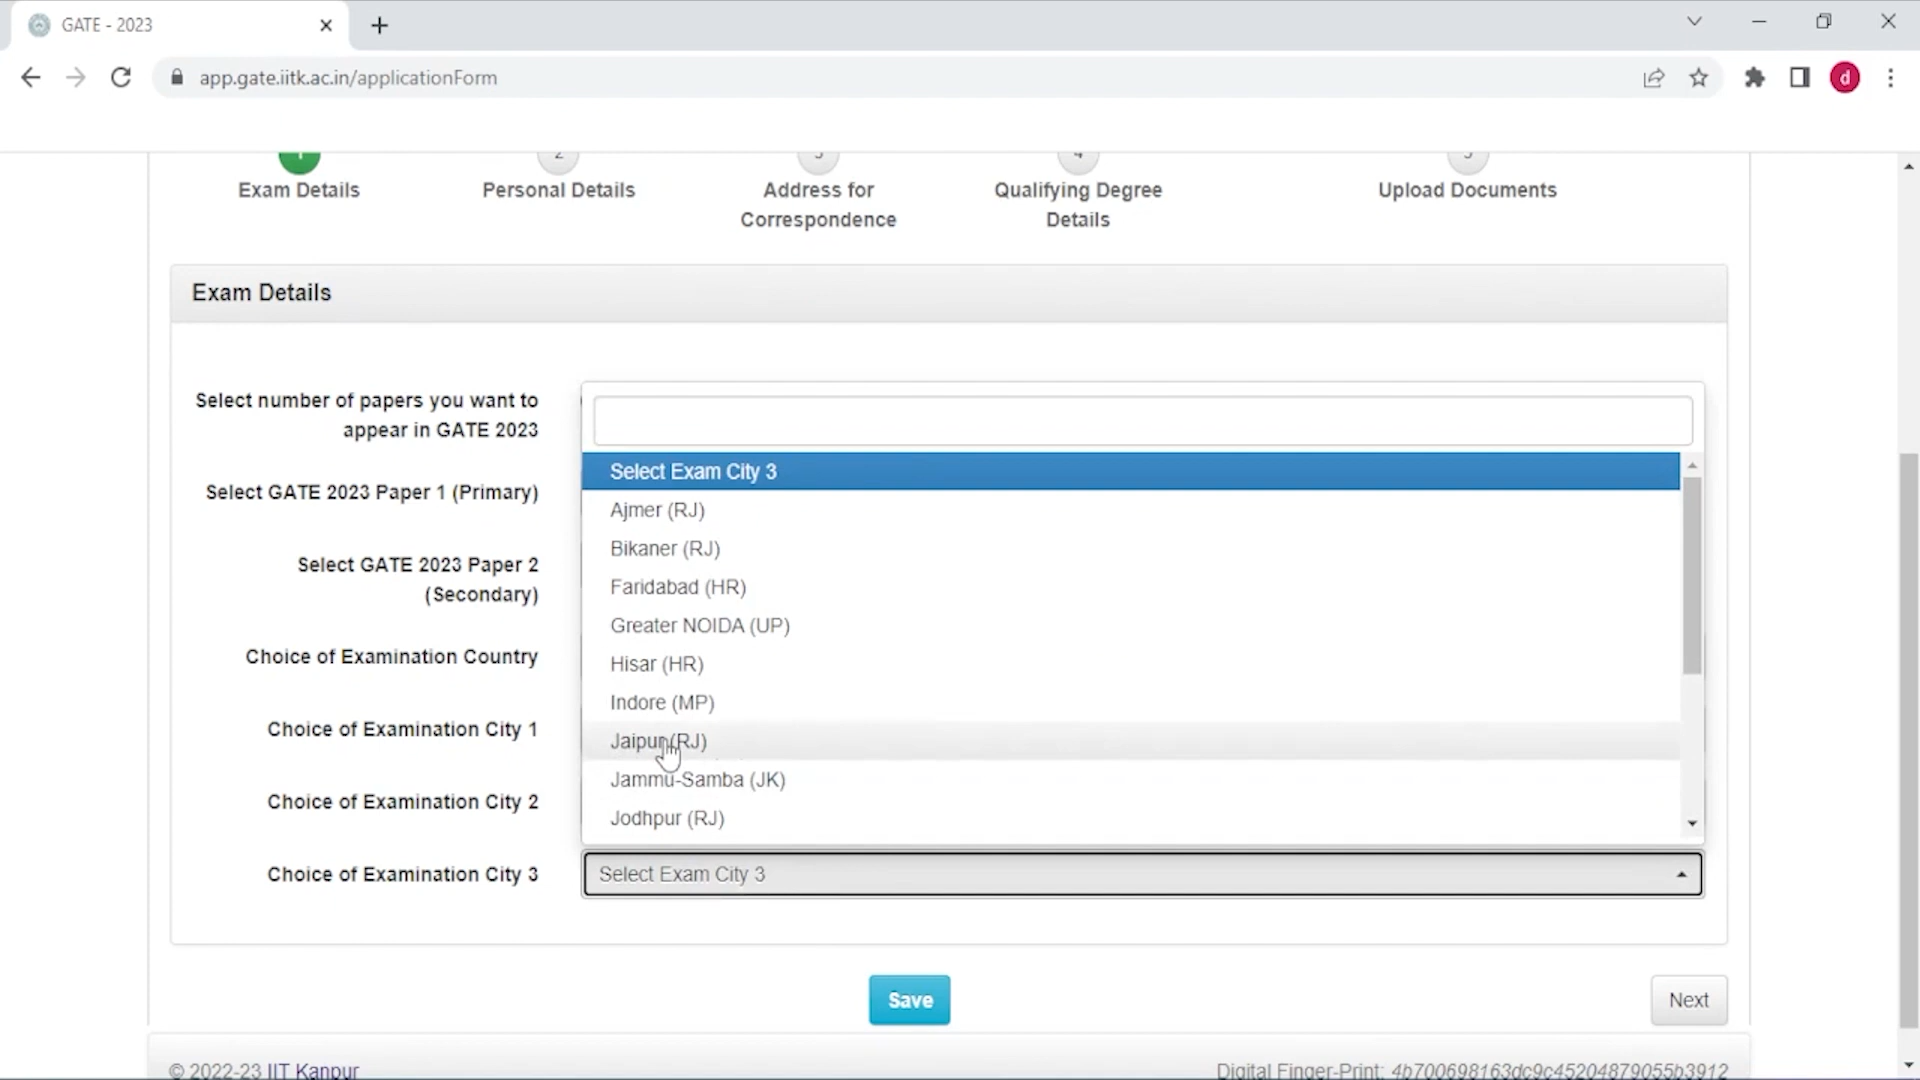 GATE - 2023
app.gate.iitk.ac.in/applicationForm
d
Exam Details
Personal Details
Address for
Correspondence
Qualifying Degree
Details
Upload Documents
Exam Details
Select number of papers you want to
appear in GATE 2023
Select GATE 2023 Paper 1 (Primary)
Select GATE 2023 Paper 2
(Secondary)
Choice of Examination Country
Choice of Examination City 1
Choice of Examination City 2
Choice of Examination City 3
Select Exam City 3
Ajmer (RJ)
Bikaner (RJ)
Faridabad (HR)
Greater NOIDA (UP)
Hisar (HR)
Indore (MP)
Jaipur (RJ)
Jammu-Samba (JK)
Jodhpur (RJ)
Select Exam City 3
Save
Next
© 2022-23 IIT Kanpur
Digital Finger-Print: 4b700698163dc9c45204879055b3912